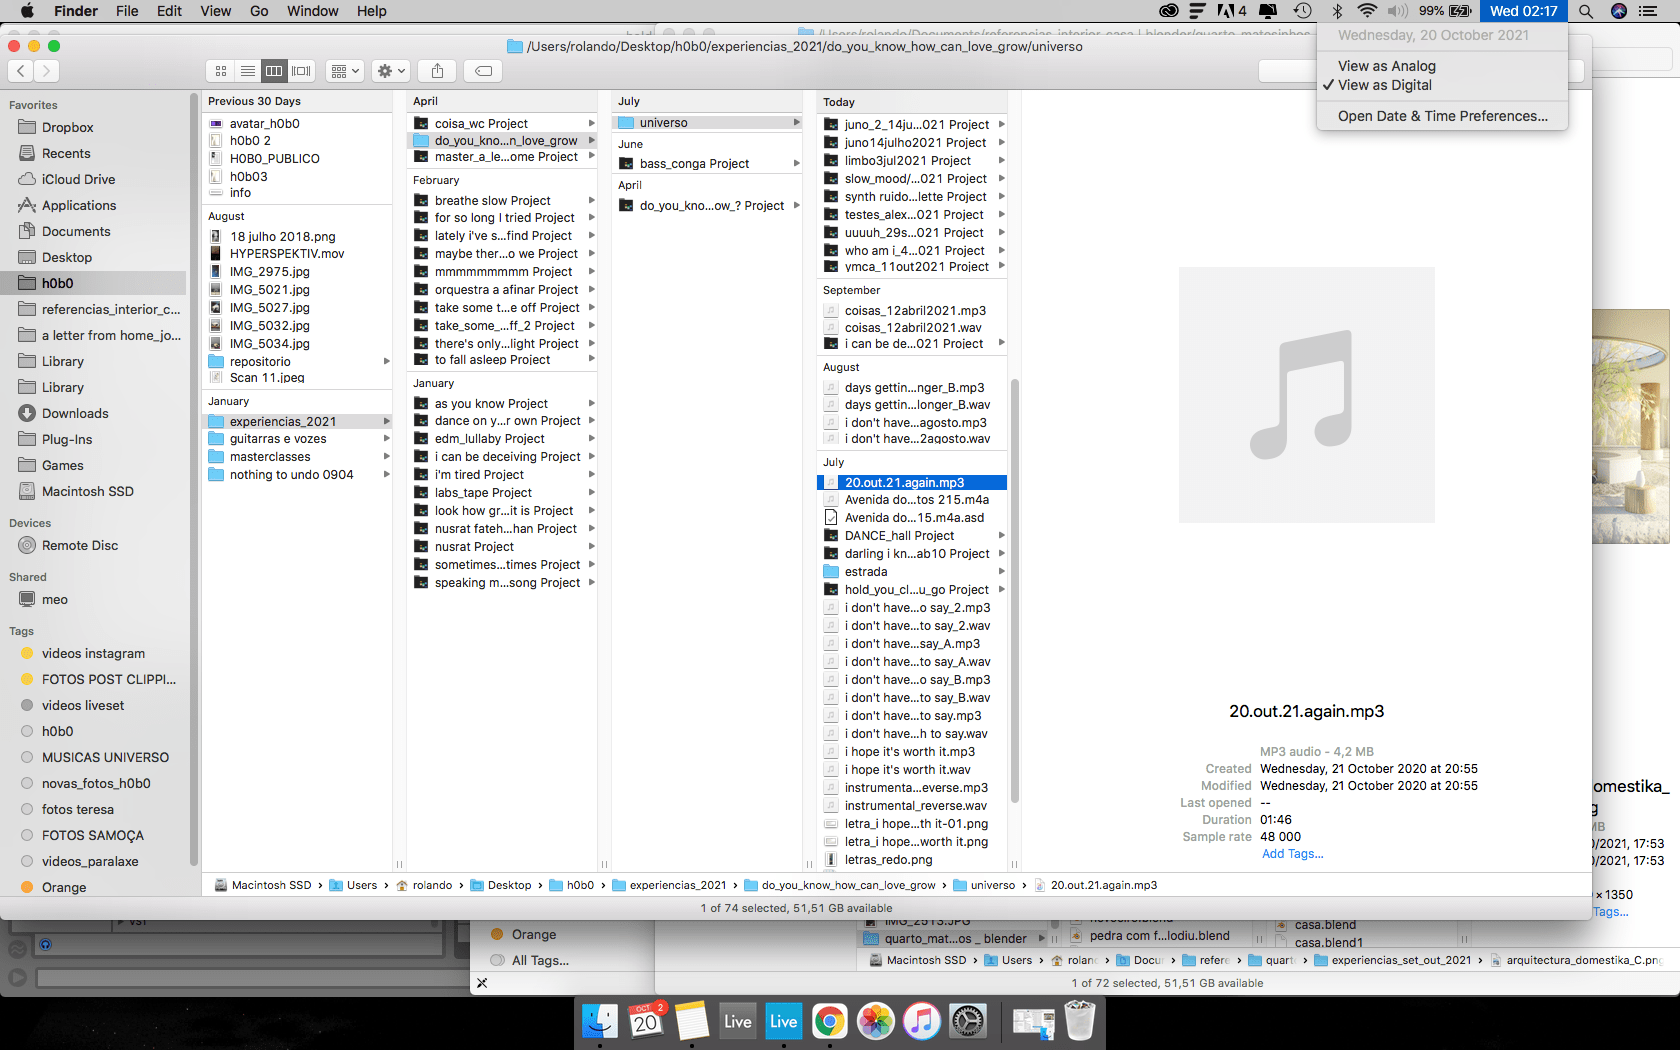 Finder File Edit View Go Window Help
4 99% Wed 02:17
Wednesday, 20 October 2021
View as Analog
✓ View as Digital
Open Date & Time Preferences...
/Users/rolando/Desktop/h0b0/experiencias_2021/do_you_know_how_can_love_grow/universo
Favorites
Dropbox
Recents
iCloud Drive
Applications
Documents
Desktop
h0b0
referencias_interior_c...
a letter from home_jo...
Library
Library
Downloads
Plug-Ins
Games
Macintosh SSD
Devices
Remote Disc
Shared
meo
Tags
videos instagram
FOTOS POST CLIPPI...
videos liveset
h0b0
MUSICAS UNIVERSO
novas_fotos_h0b0
fotos teresa
FOTOS SAMOÇA
videos_paralaxe
Orange
Previous 30 Days
avatar_h0b0
h0b0 2
H0B0_PUBLICO
h0b03
info
August
18 julho 2018.png
HYPERSPEKTIV.mov
IMG_2975.jpg
IMG_5021.jpg
IMG_5027.jpg
IMG_5032.jpg
IMG_5034.jpg
repositorio
Scan 11.jpeg
January
experiencias_2021
guitarras e vozes
masterclasses
nothing to undo 0904
April
coisa_wc Project
do_you_kno...n_love_grow
master_a_le...ome Project
February
breathe slow Project
for so long I tried Project
lately i've s...find Project
maybe ther...o we Project
mmmmmmmmm Project
orquestra a afinar Project
take some t...e off Project
take_some_...ff_2 Project
there's only...light Project
to fall asleep Project
January
as you know Project
dance on y...r own Project
edm_lullaby Project
i can be deceiving Project
i'm tired Project
labs_tape Project
look how gr...it is Project
nusrat fateh...han Project
nusrat Project
sometimes...times Project
speaking m...song Project
July
universo
June
bass_conga Project
April
do_you_kno...ow_? Project
Today
juno_2_14ju...021 Project
juno14julho2021 Project
limbo3jul2021 Project
slow_mood/...021 Project
synth ruido...lette Project
testes_alex...021 Project
uuuuh_29s...021 Project
who am i_4...021 Project
ymca_11out2021 Project
September
coisas_12abril2021.mp3
coisas_12abril2021.wav
i can be de...021 Project
August
days gettin...nger_B.mp3
days gettin...longer_B.wav
i don't have...agosto.mp3
i don't have...2agosto.wav
July
20.out.21.again.mp3
Avenida do...tos 215.m4a
Avenida do...15.m4a.asd
DANCE_hall Project
darling i kn...ab10 Project
estrada
hold_you_cl...u_go Project
i don't have...o say_2.mp3
i don't have...to say_2.wav
i don't have...say_A.mp3
i don't have...to say_A.wav
i don't have...o say_B.mp3
i don't have...to say_B.wav
i don't have...to say.mp3
i don't have...h to say.wav
i hope it's worth it.mp3
i hope it's worth it.wav
instrumenta...everse.mp3
instrumental_reverse.wav
letra_i hope...th it-01.png
letra_i hope...worth it.png
letras_redo.png
20.out.21.again.mp3
MP3 audio - 4,2 MB
Created Wednesday, 21 October 2020 at 20:55
Modified Wednesday, 21 October 2020 at 20:55
Last opened --
Duration 01:46
Sample rate 48 000
Add Tags...
omestika_
g
MB
0/2021, 17:53
0/2021, 17:53
× 1350
Tags...
Macintosh SSD › Users › rolando › Desktop › h0b0 › experiencias_2021 › do_you_know_how_can_love_grow › universo › 20.out.21.again.mp3
1 of 74 selected, 51,51 GB available
Orange
All Tags...
IMG_2513.JPG
quarto_mat...os _ blender
pedra com f...lodiu.blend
casa.blend
casa.blend1
Macintosh SSD › Users › rolan › Docur › refere › quart › experiencias_set_out_2021 › arquitectura_domestika_C.png
1 of 72 selected, 51,51 GB available
OCT. 2
20
Live
Live